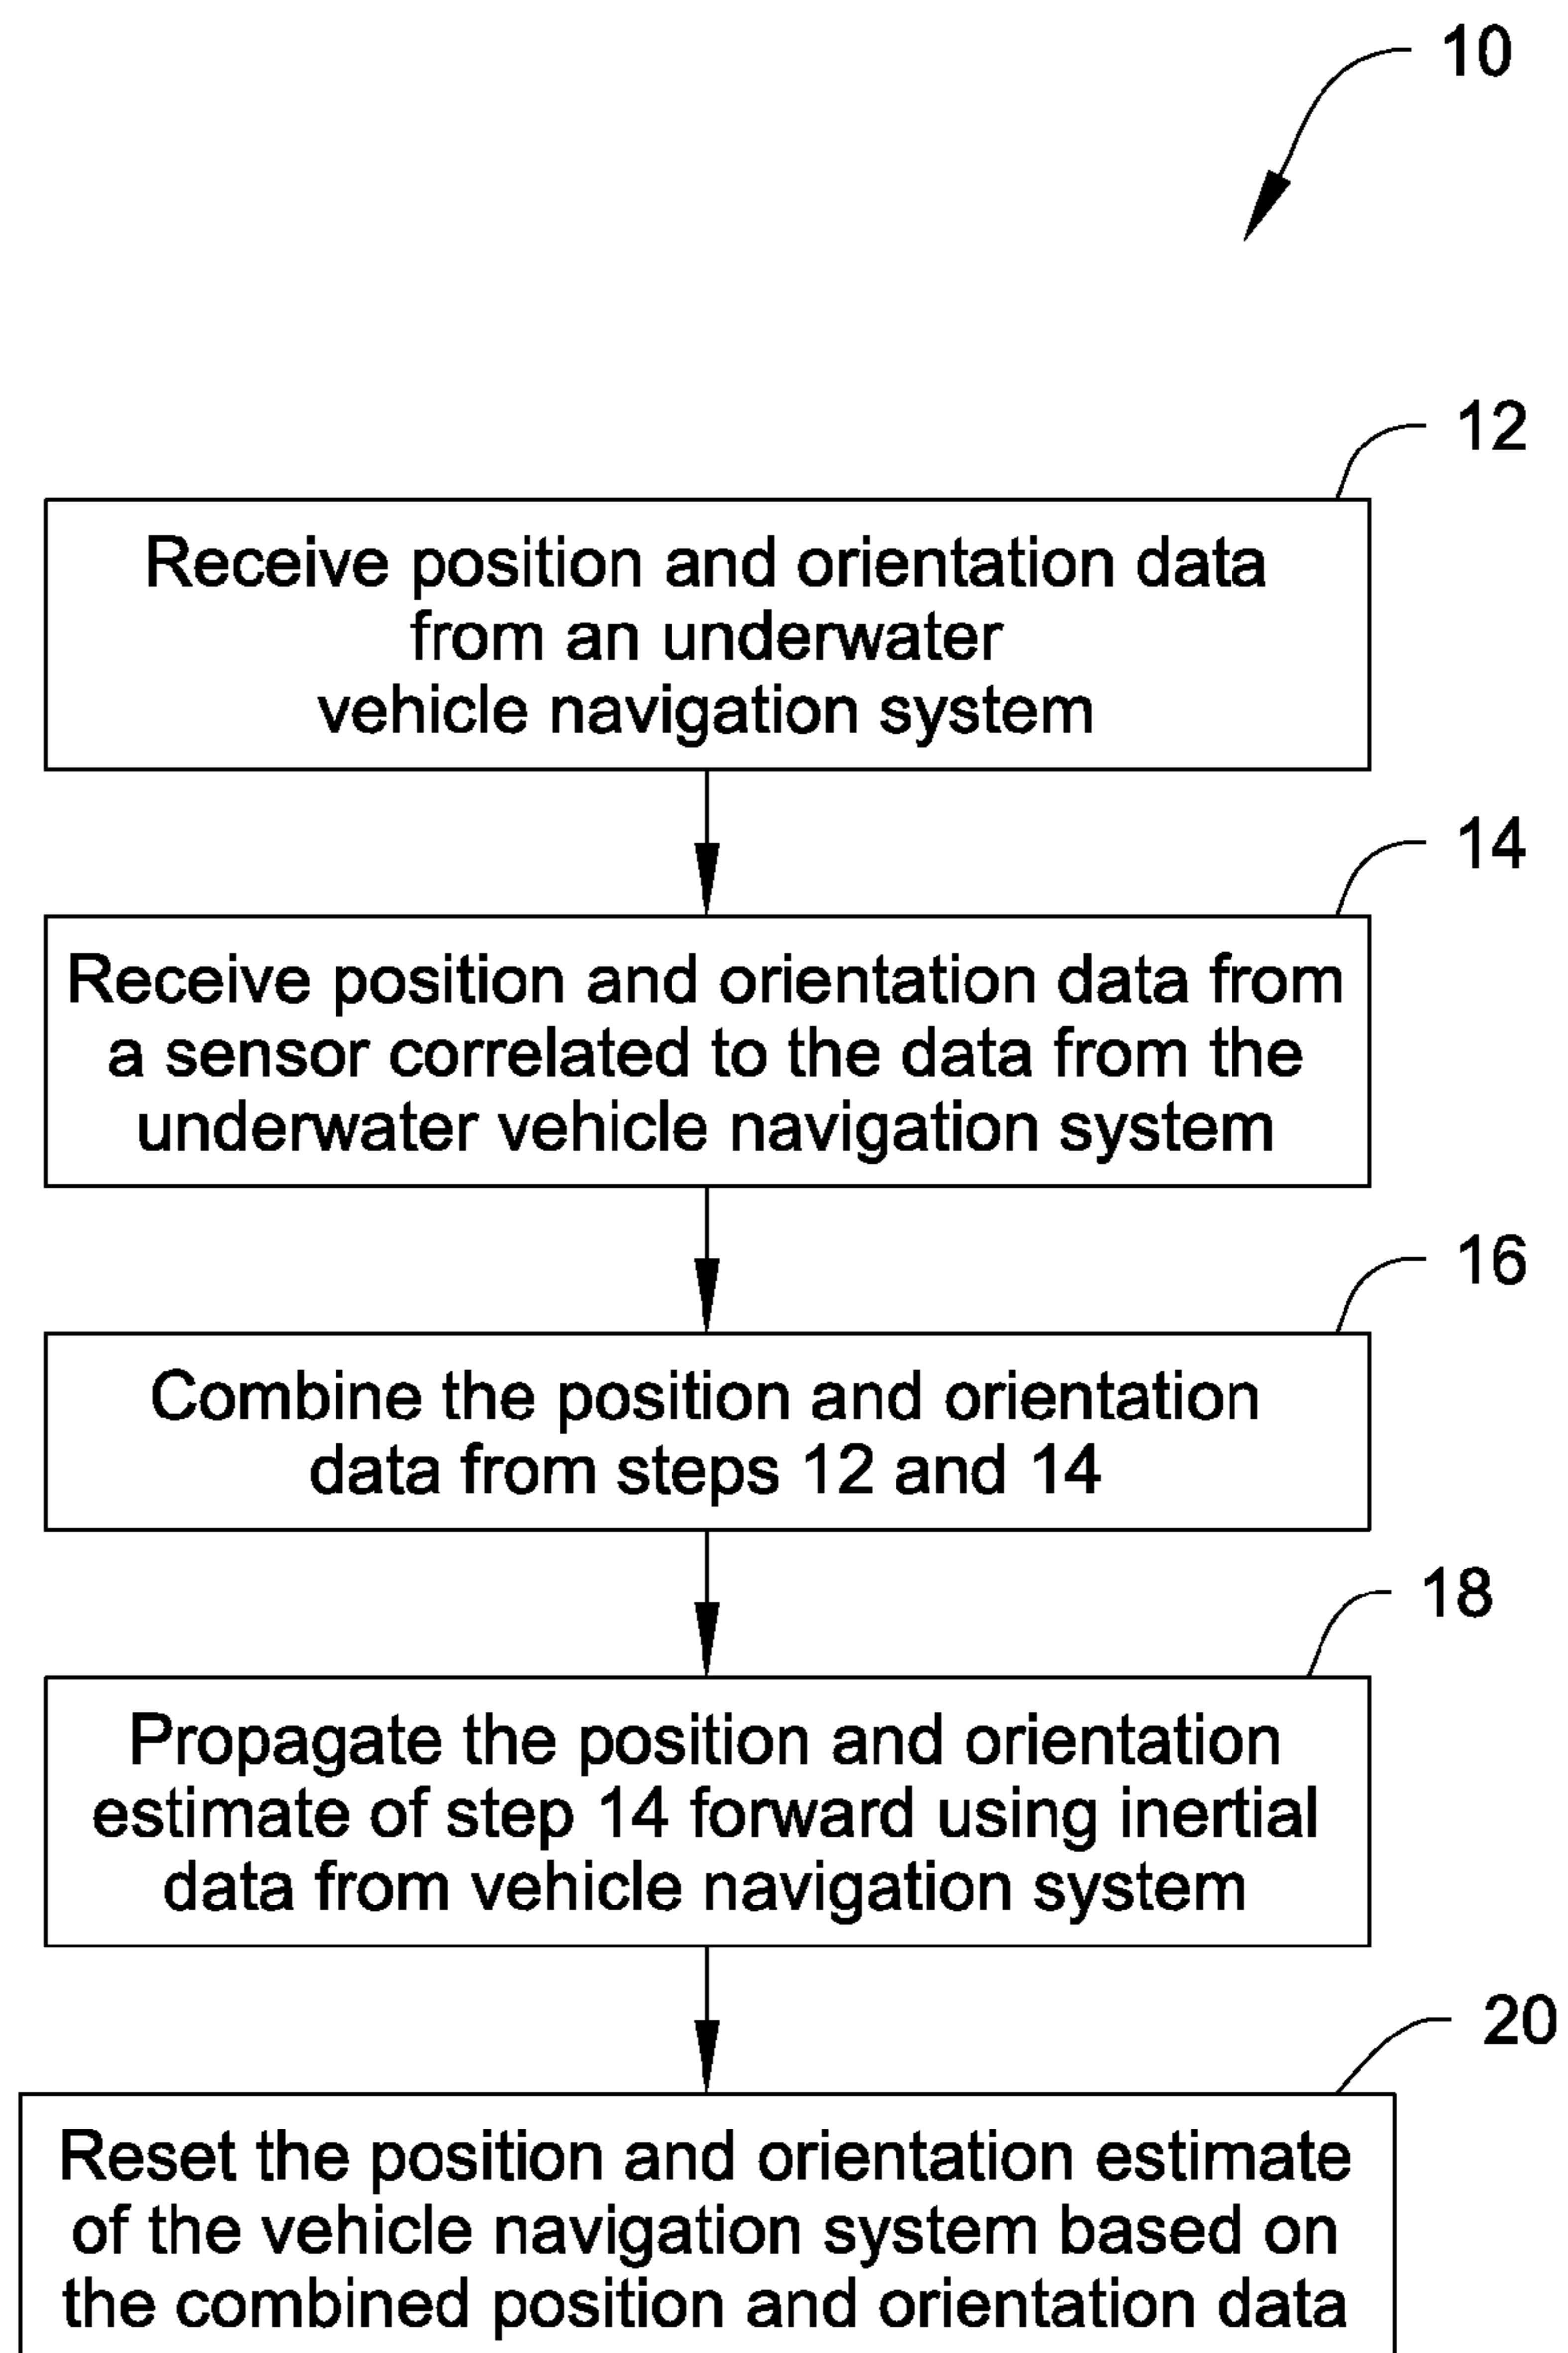 10
12
Receive position and orientation data
from an underwater
vehicle navigation system
14
Receive position and orientation data from
a sensor correlated to the data from the
underwater vehicle navigation system
16
Combine the position and orientation
data from steps 12 and 14
18
Propagate the position and orientation
estimate of step 14 forward using inertial
data from vehicle navigation system
20
Reset the position and orientation estimate
of the vehicle navigation system based on
the combined position and orientation data